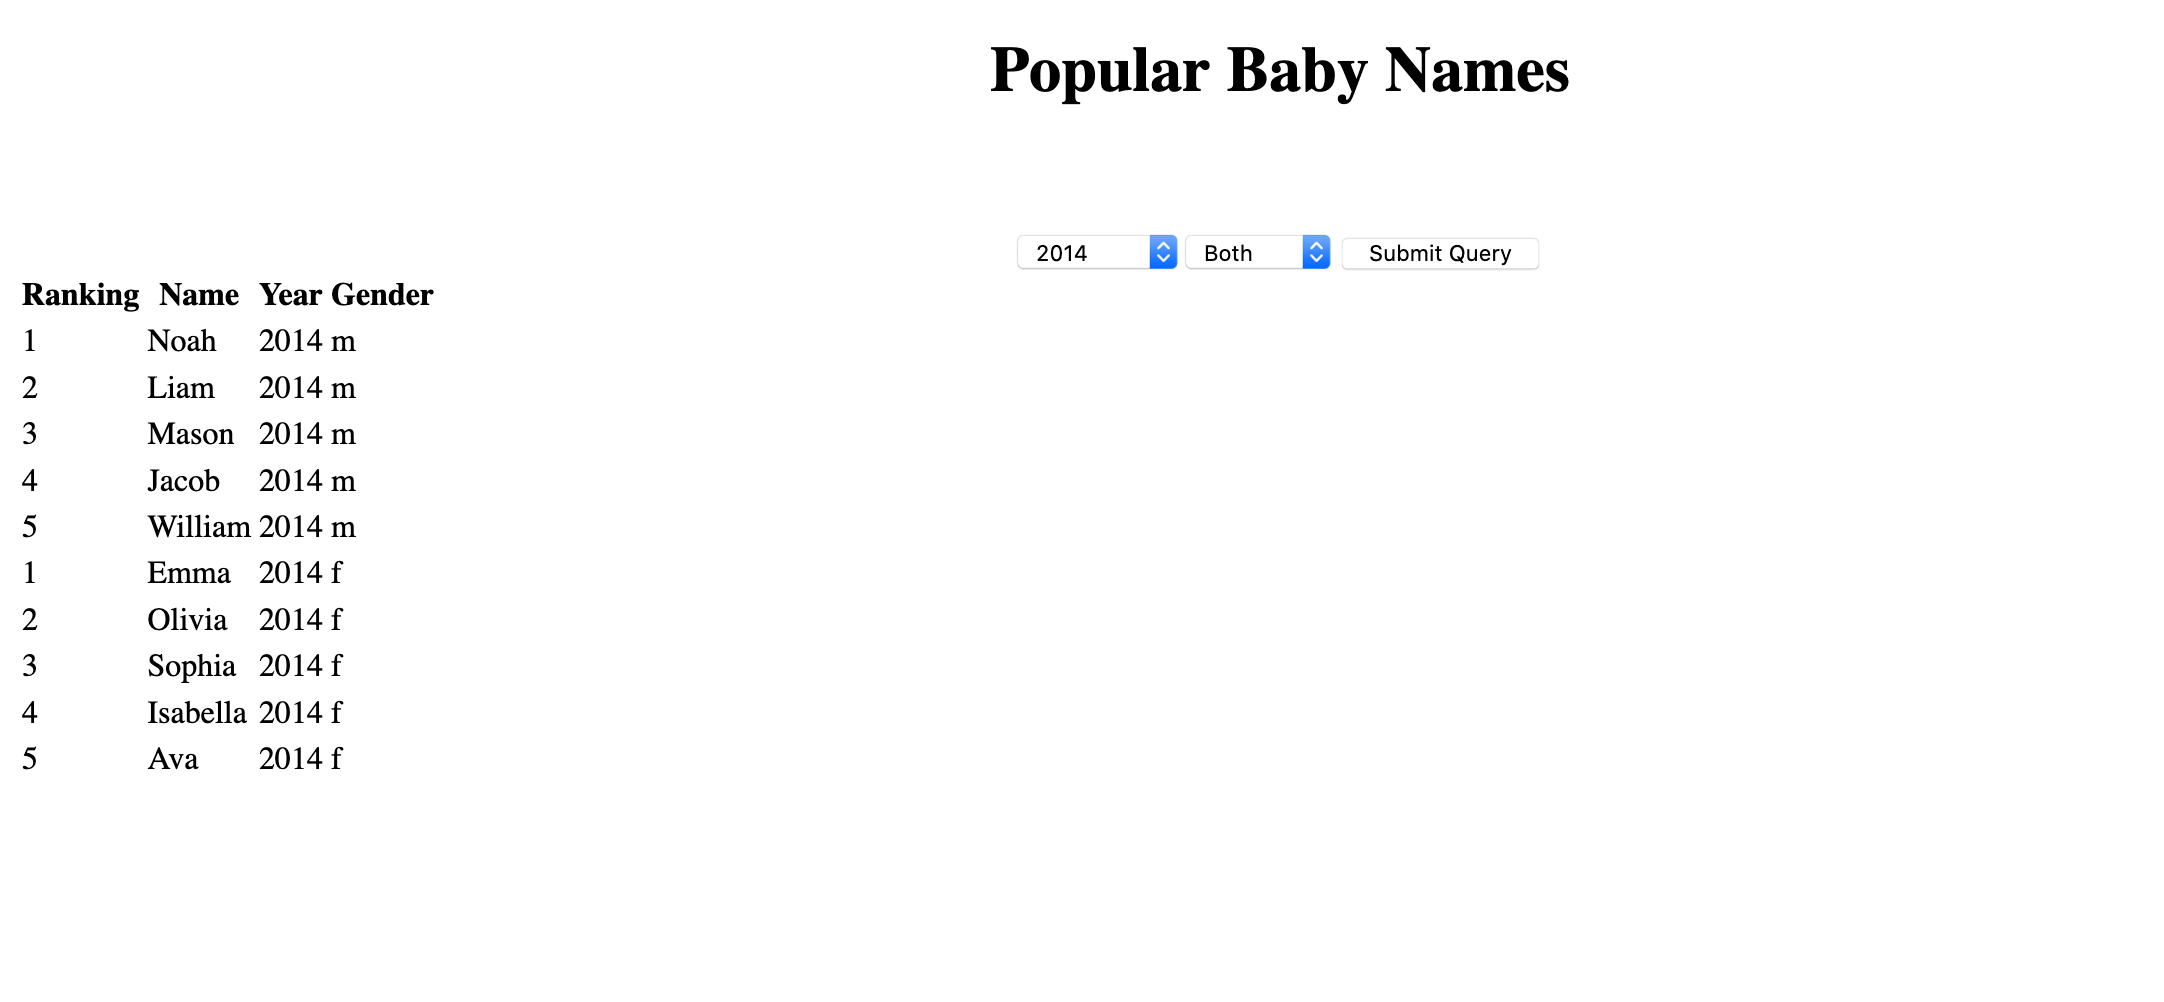 Popular Baby Names
2014 Both Submit Query
Ranking Name Year Gender
1 Noah 2014 m
2 Liam 2014 m
3 Mason 2014 m
4 Jacob 2014 m
5 William 2014 m
1 Emma 2014 f
2 Olivia 2014 f
3 Sophia 2014 f
4 Isabella 2014 f
5 Ava 2014 f